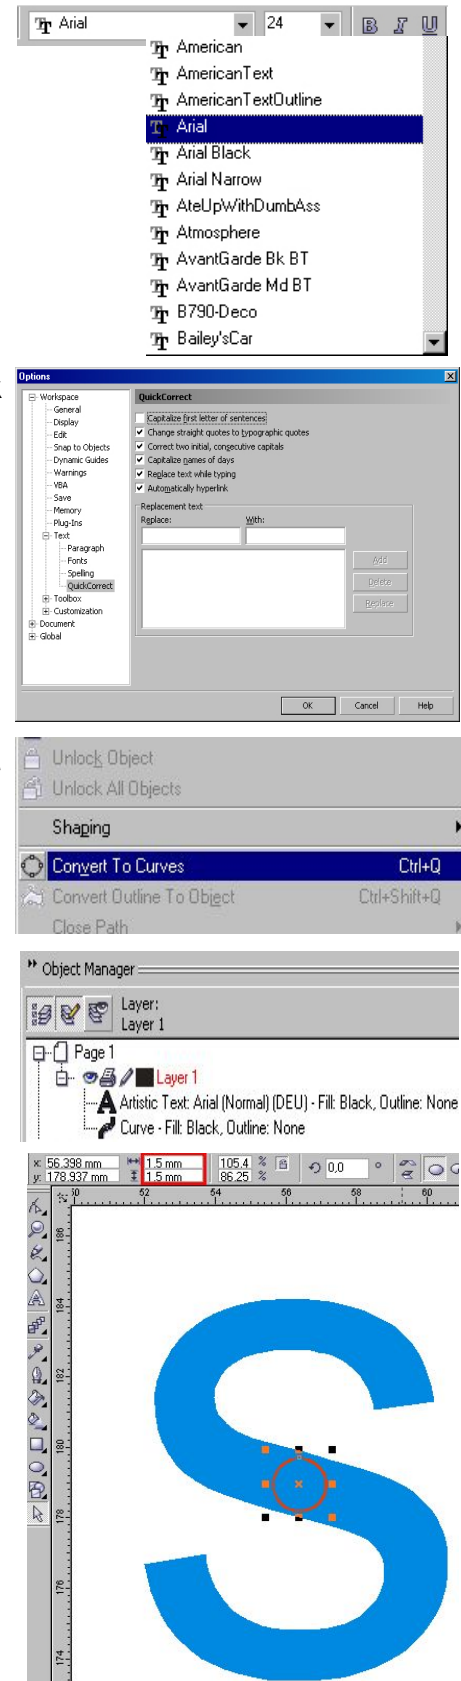 Arial 24 B I U
American
AmericanText
AmericanTextOutline
Arial
Arial Black
Arial Narrow
AteUpWithDumbAss
Atmosphere
AvantGarde Bk BT
AvantGarde Md BT
B790-Deco
Bailey'sCar
Options
Workspace
General
Display
Edit
Snap to Objects
Dynamic Guides
Warnings
VBA
Save
Memory
Plug-Ins
Text
Paragraph
Fonts
Spelling
QuickCorrect
Toolbox
Customization
Document
Global
QuickCorrect
Capitalize first letter of sentences
Change straight quotes to typographic quotes
Correct two initial, consecutive capitals
Capitalize names of days
Replace text while typing
Automatically hyperlink
Replacement text
Replace: With:
Add
Delete
Replace
OK Cancel Help
Unlock Object
Unlock All Objects
Shaping
Convert To Curves Ctrl+Q
Convert Outline To Object Ctrl+Shift+Q
Close Path
Object Manager
Layer:
Layer 1
Page 1
Layer 1
Artistic Text: Arial (Normal) (DEU) - Fill: Black, Outline: None
Curve - Fill: Black, Outline: None
x: 56.398 mm 1.5 mm 105.4 % 0,0 °
y: 178.937 mm 1.5 mm 86.25 %
50 52 54 56 58 60
186
184
182
180
178
176
174
S